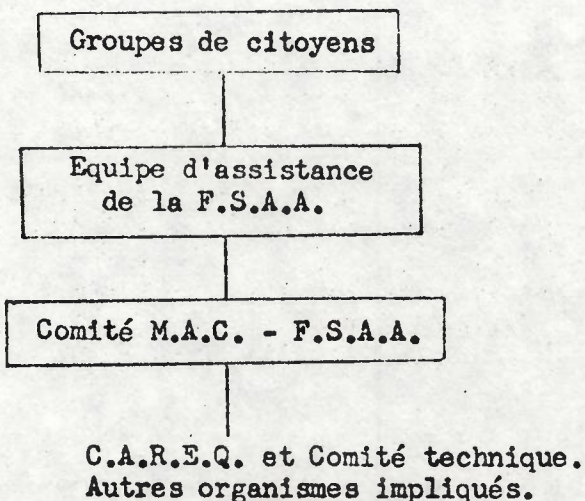 Groupes de citoyens
Equipe d'assistance
de la F.S.A.A.
Comité M.A.C. - F.S.A.A.
C.A.R.E.Q. et Comité technique.
Autres organismes impliqués.